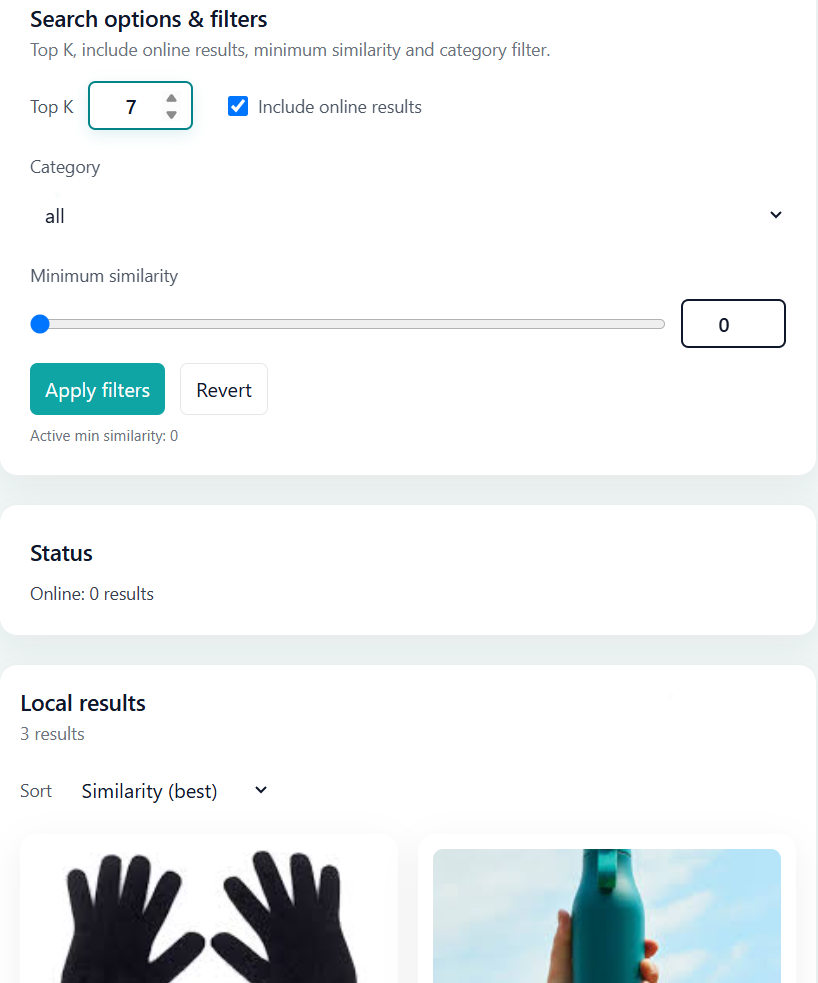 Search options & filters
Top K, include online results, minimum similarity and category filter.
Top K 7 Include online results
Category
all
Minimum similarity
0
Apply filters Revert
Active min similarity: 0
Status
Online: 0 results
Local results
3 results
Sort Similarity (best)